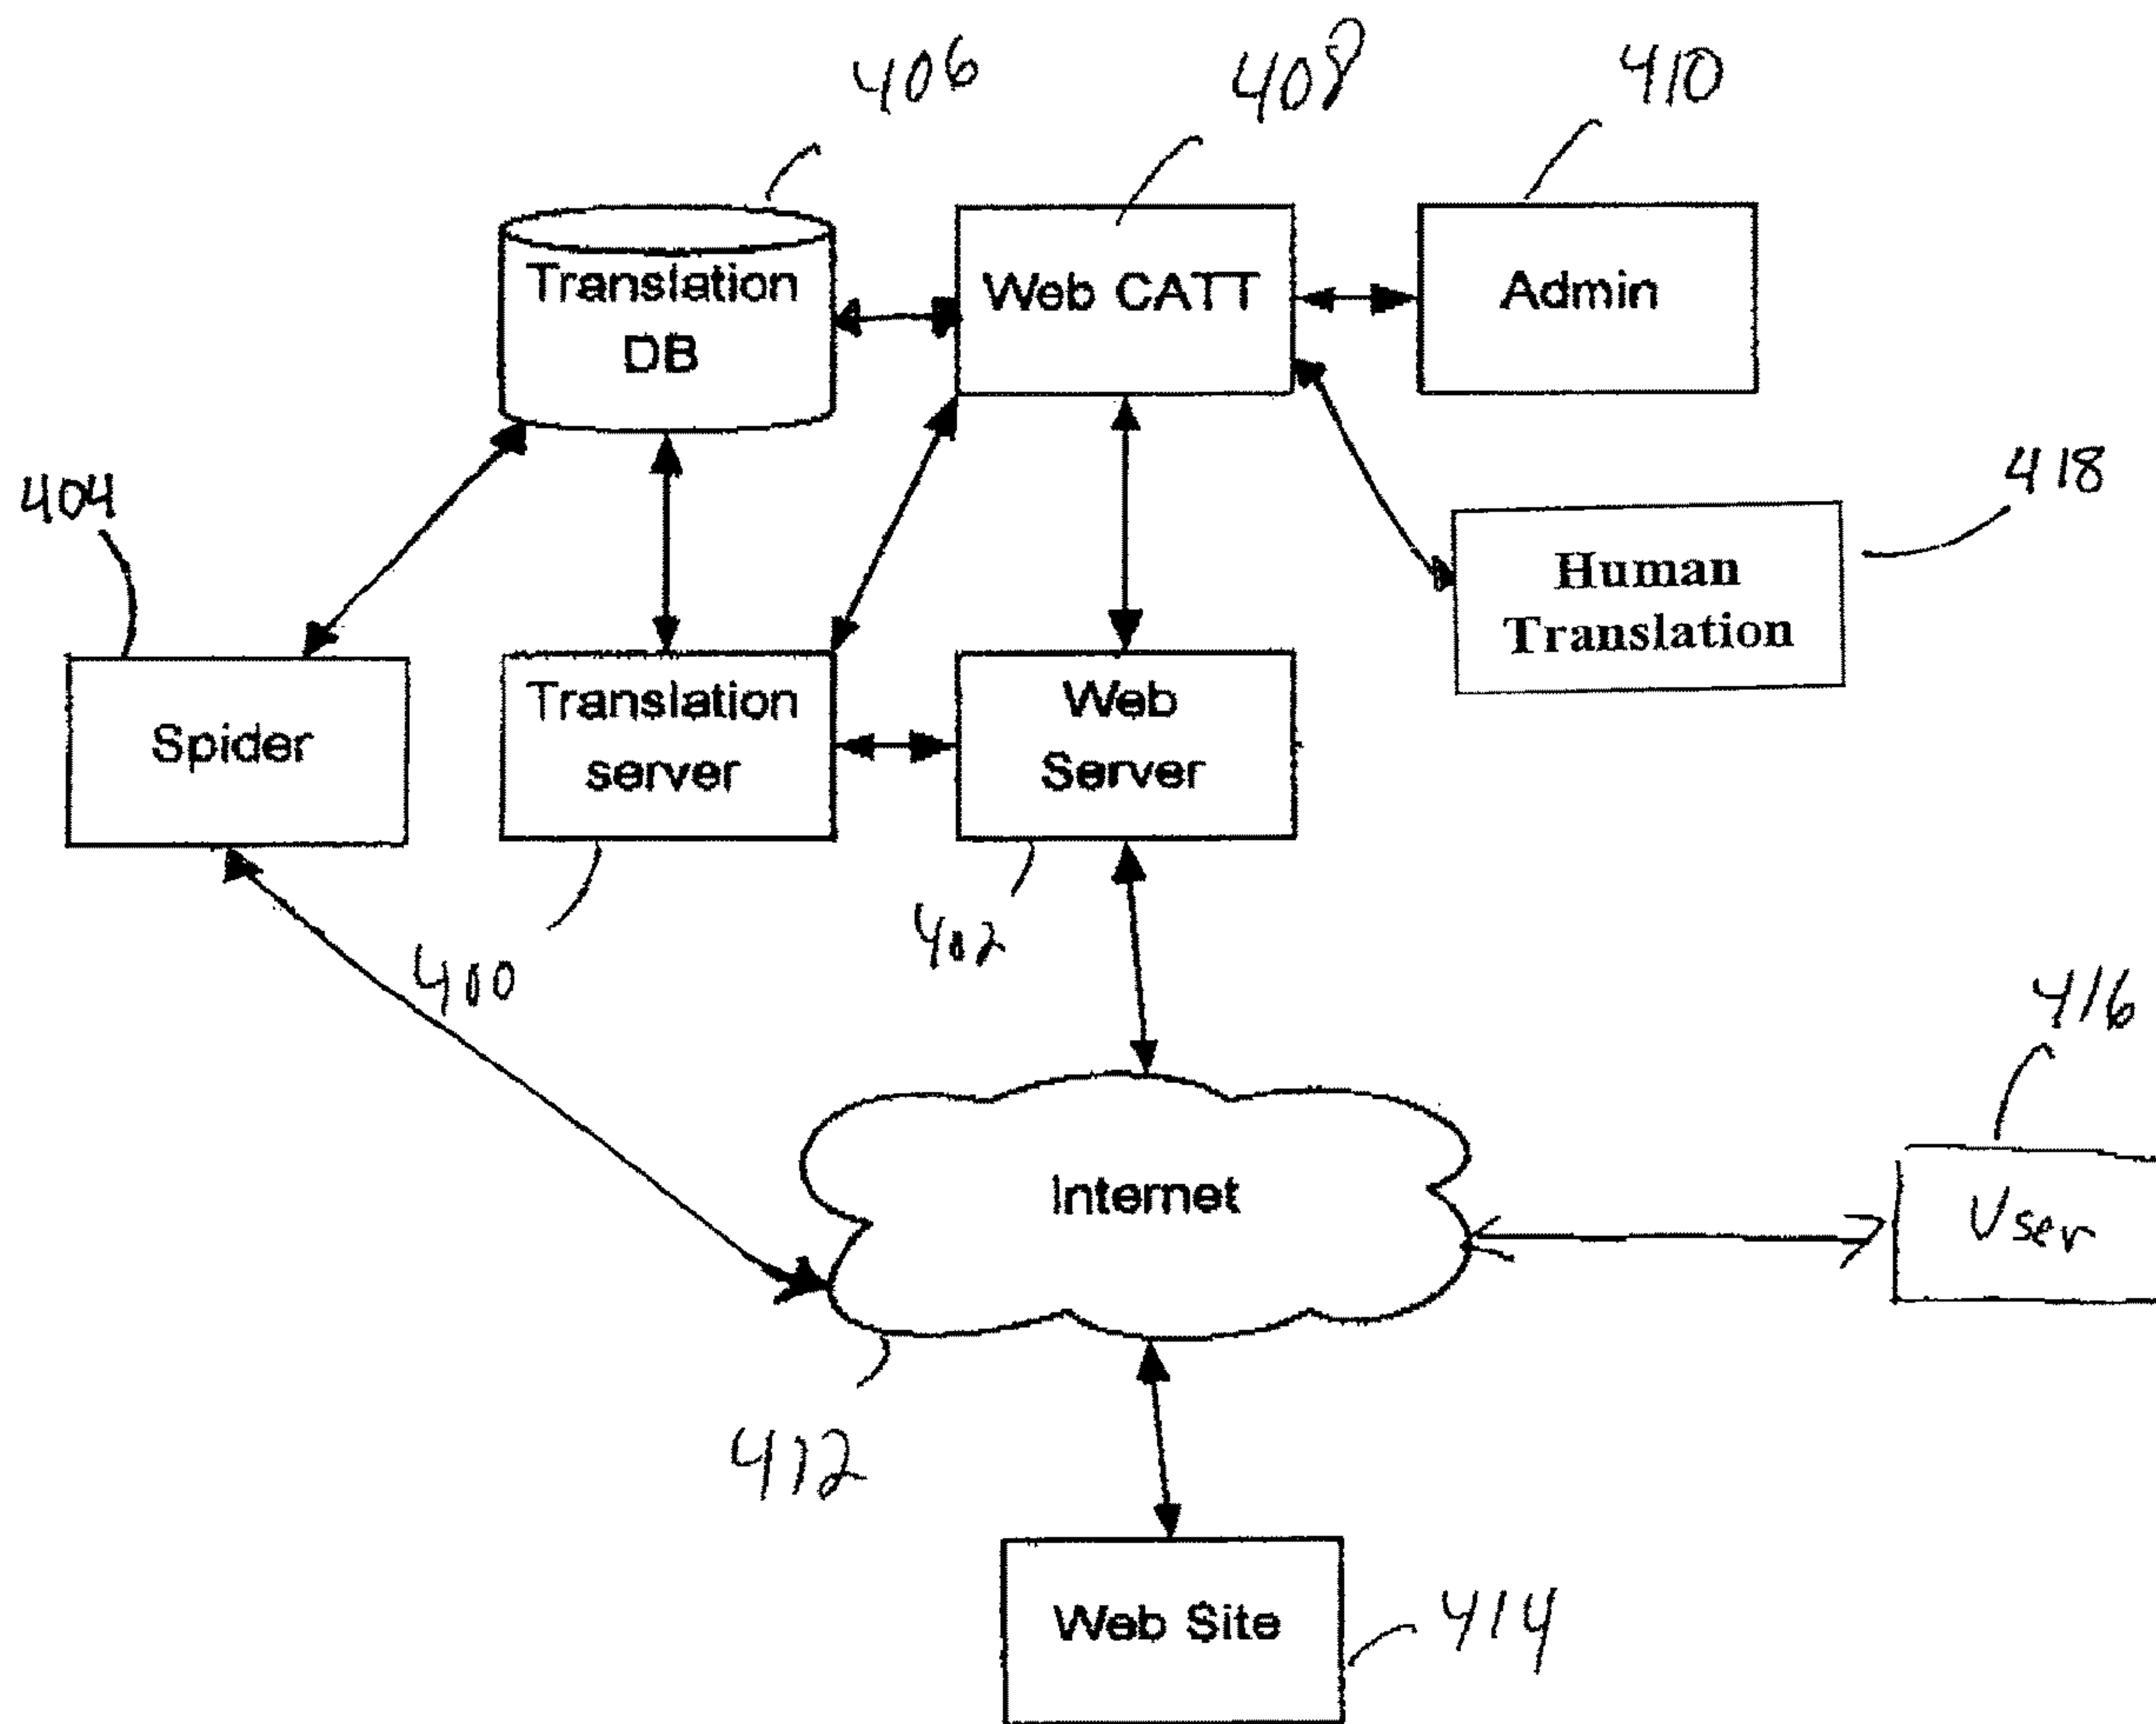 406
408
410
Translation
DB
Web CATT
Admin
404
418
Human
Translation
Spider
Translation
server
Web
Server
400
402
416
Internet
User
412
Web Site
414